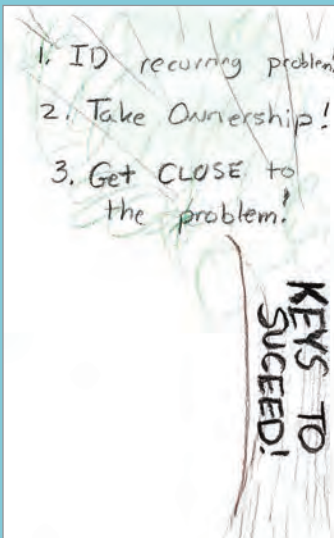 1. ID recurring problem!
2. Take Ownership!
3. Get CLOSE to
the problem!
KEYS TO
SUCEED!